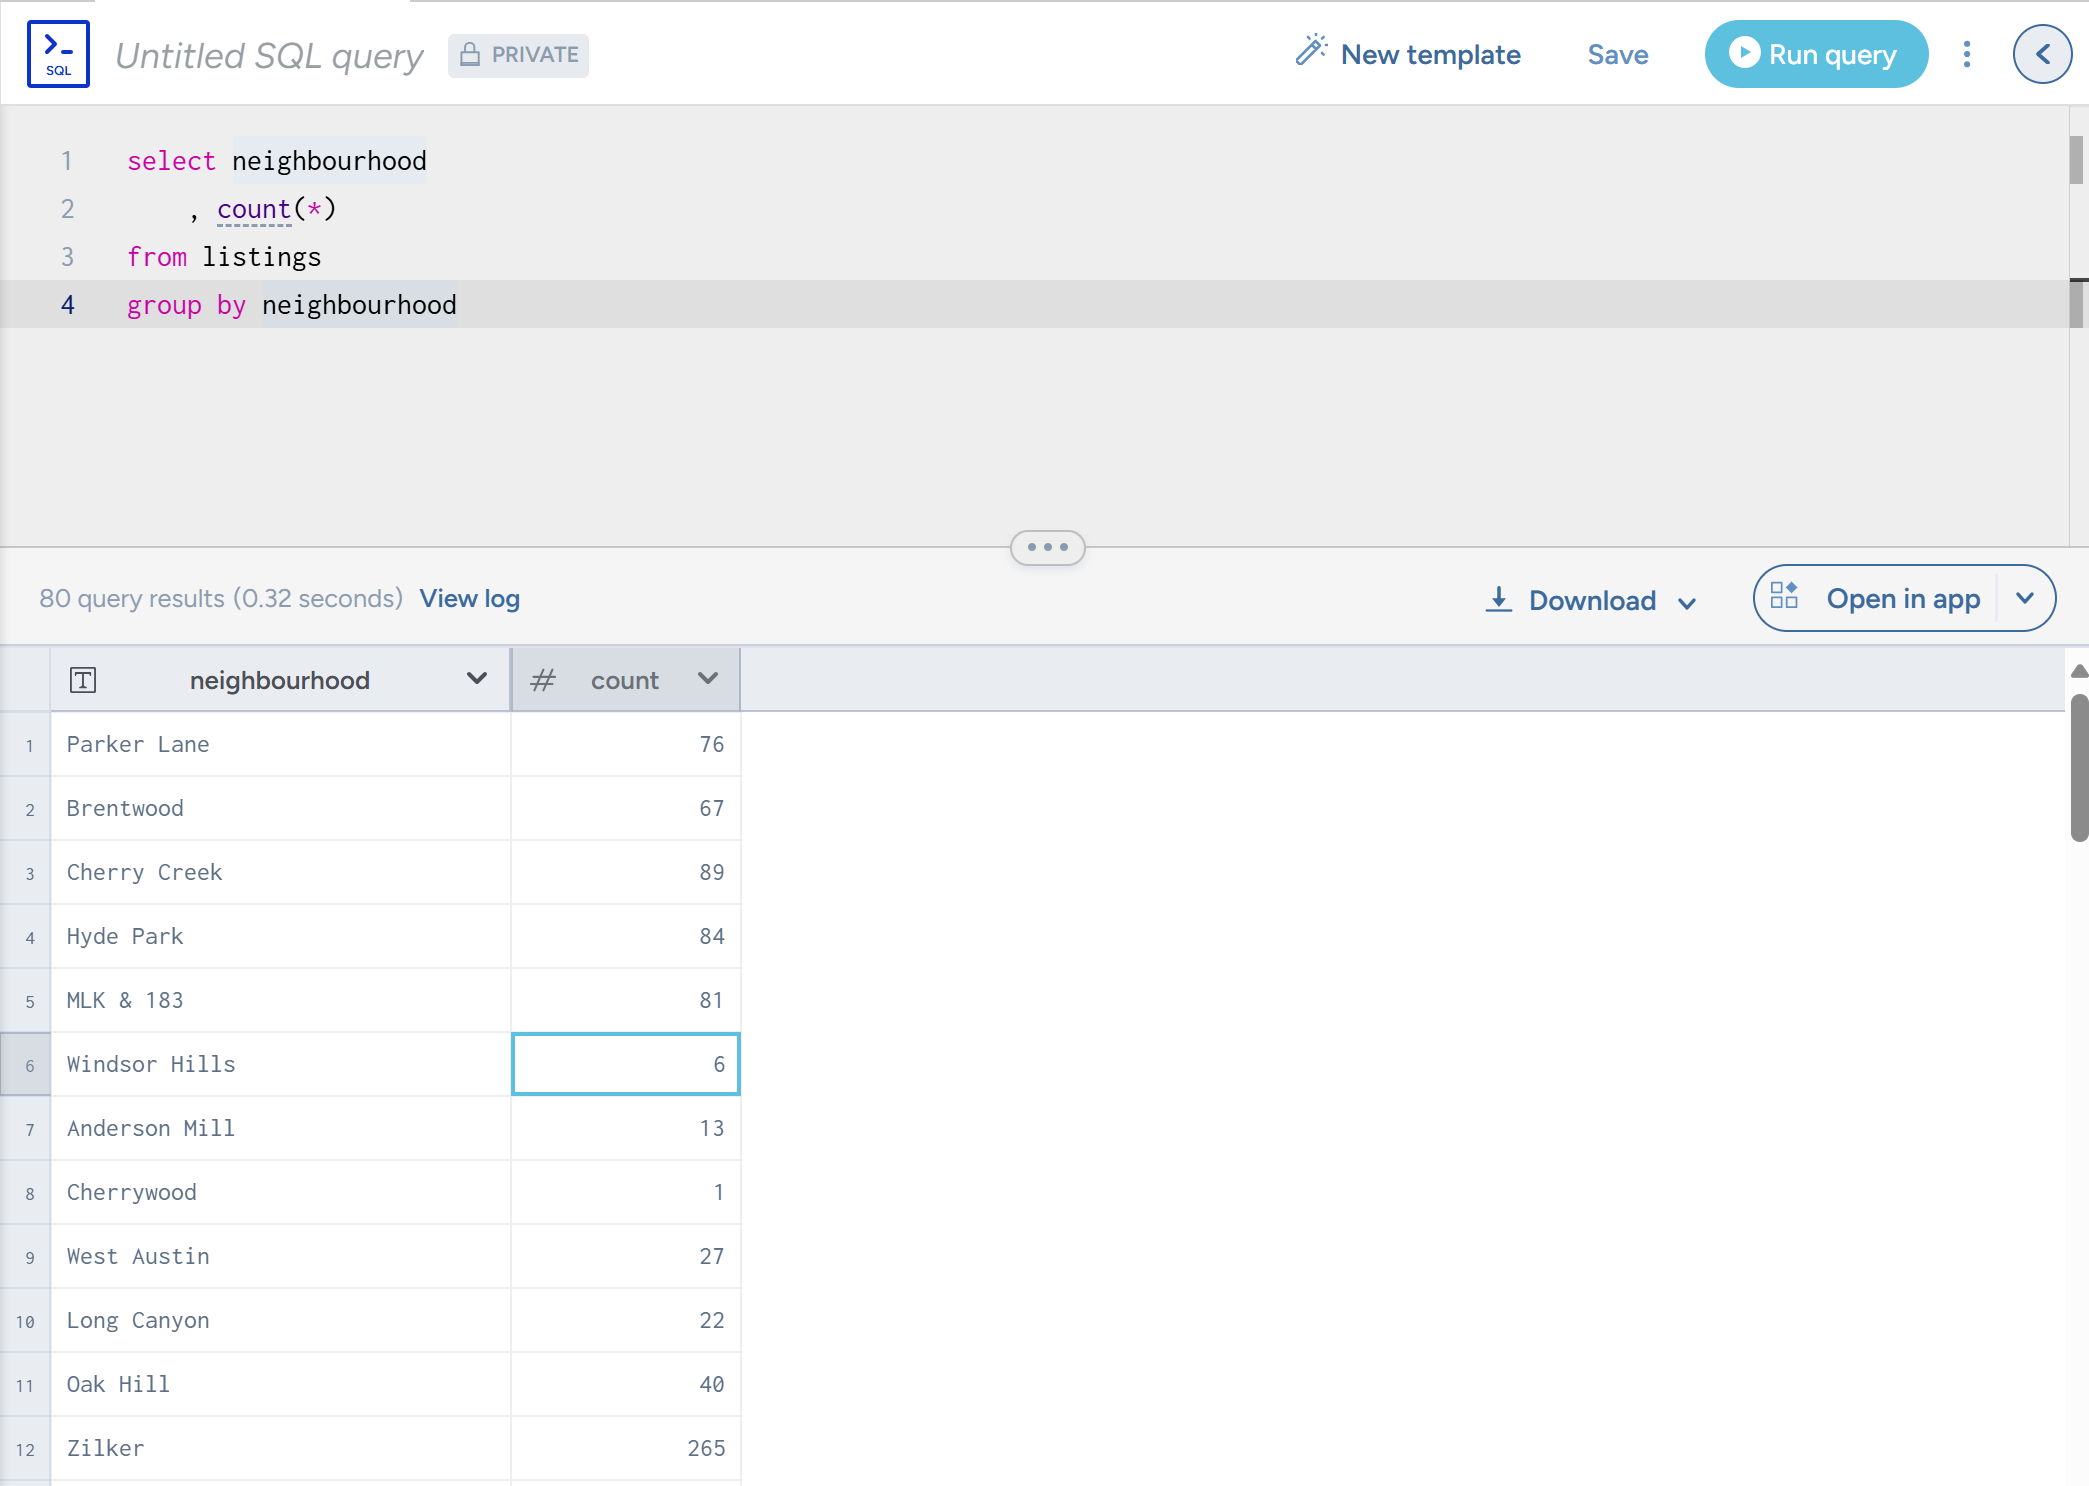 SQL
Untitled SQL query PRIVATE New template Save Run query
1 select neighbourhood
2 , count(*)
3 from listings
4 group by neighbourhood
80 query results (0.32 seconds) View log Download Open in app
T neighbourhood # count
1 Parker Lane 76
2 Brentwood 67
3 Cherry Creek 89
4 Hyde Park 84
5 MLK & 183 81
6 Windsor Hills 6
7 Anderson Mill 13
8 Cherrywood 1
9 West Austin 27
10 Long Canyon 22
11 Oak Hill 40
12 Zilker 265